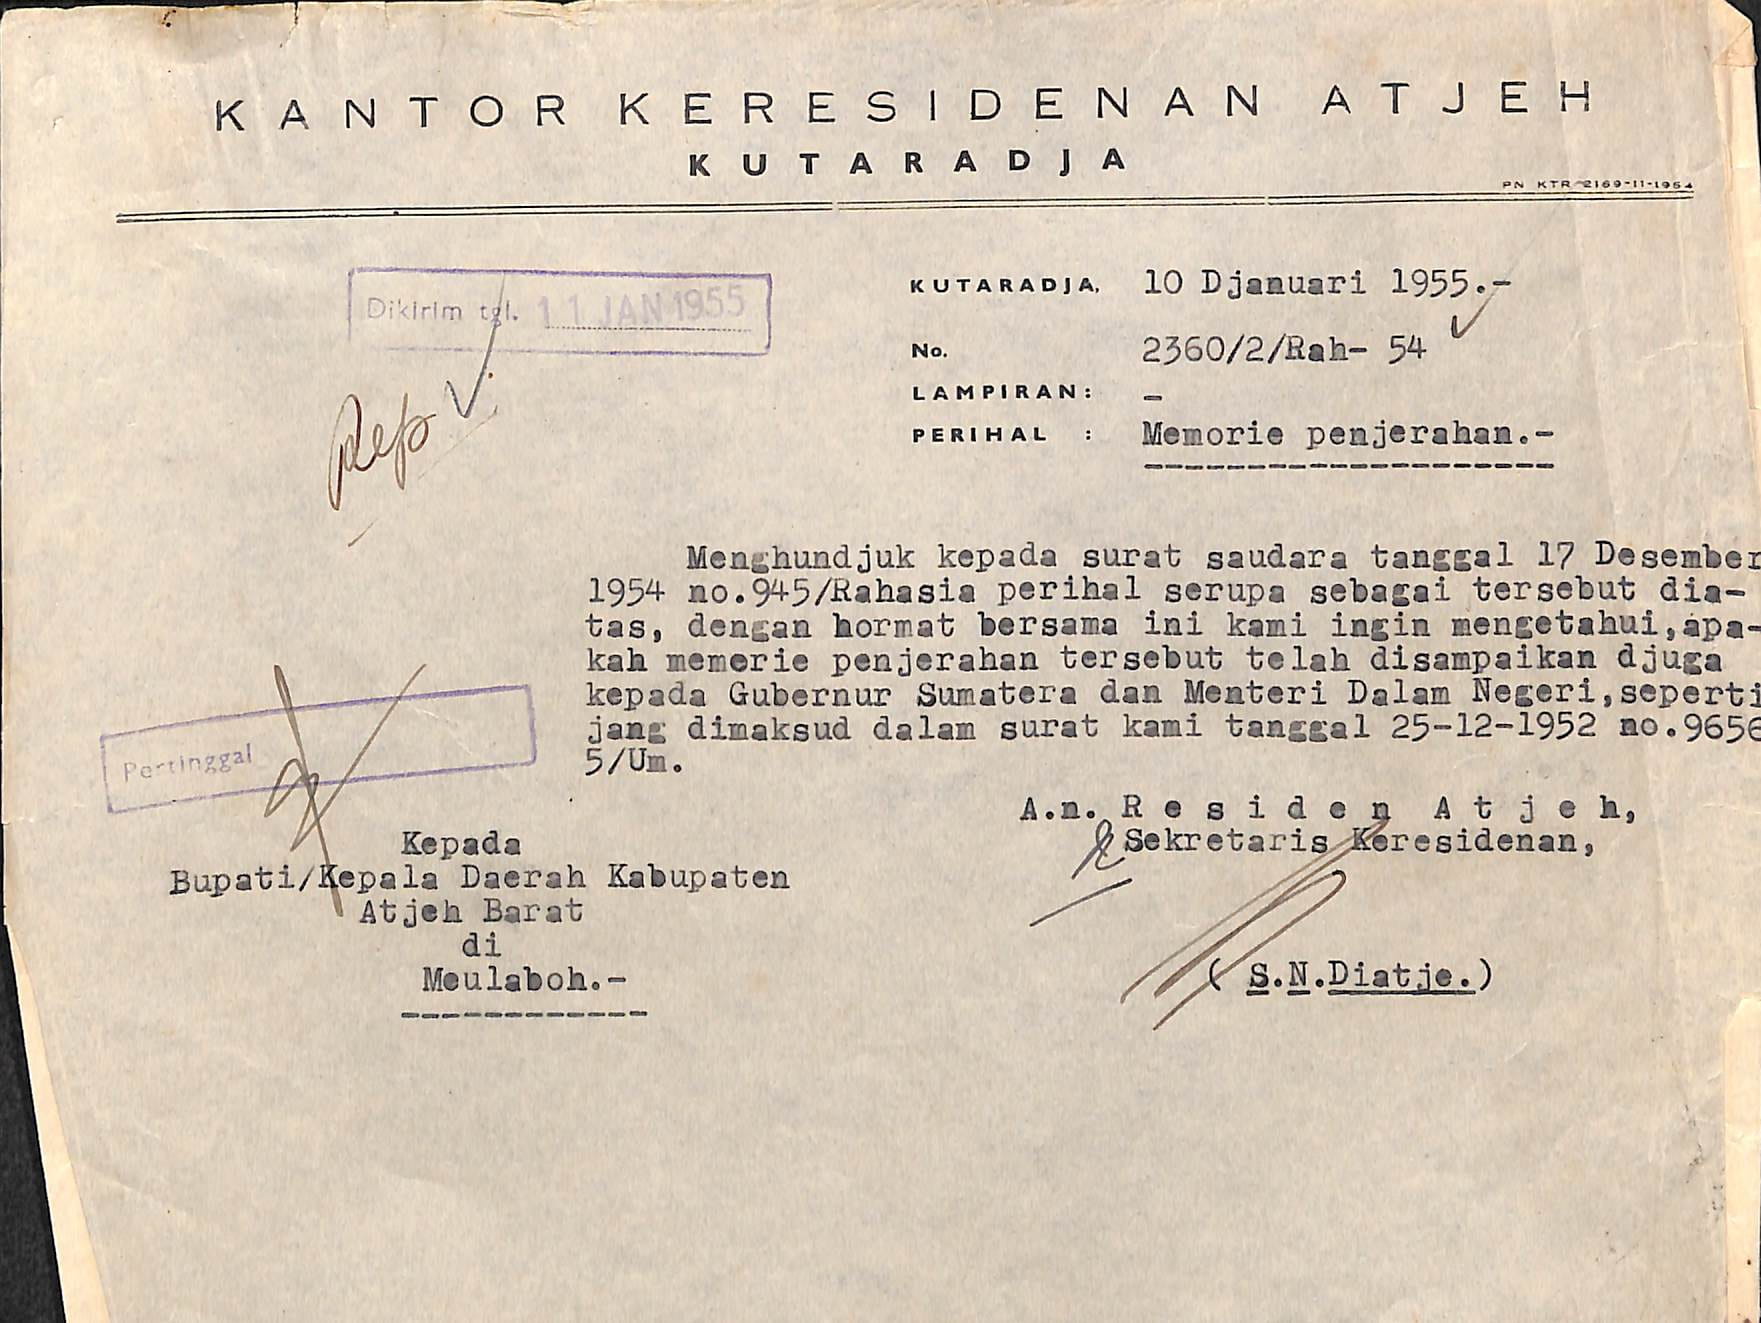 KANTOR KERESIDENAN ATJEH
KUTARADJA
PN KTR 2169-11-1954
Dikirim tgl. 11 JAN 1955
KUTARADJA, 10 Djanuari 1955.-
No. 2360/2/Rah- 54
LAMPIRAN: -
PERIHAL : Memorie penjerahan.-
Menghundjuk kepada surat saudara tanggal 17 Desember
1954 no.945/Rahasia perihal serupa sebagai tersebut dia-
tas, dengan hormat bersama ini kami ingin mengetahui,apa-
kah memerie penjerahan tersebut telah disampaikan djuga
kepada Gubernur Sumatera dan Menteri Dalam Negeri,seperti
jang dimaksud dalam surat kami tanggal 25-12-1952 no.9656
5/Um.
Pertinggal
A.n. Residen Atjeh,
Sekretaris Keresidenan,
(S.N.Diatje.)
Kepada
Bupati/Kepala Daerah Kabupaten
Atjeh Barat
di
Meulaboh.-